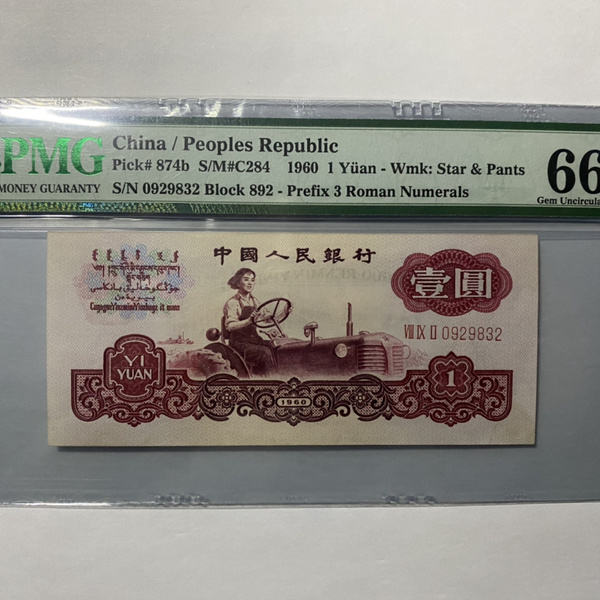 PMG
MONEY GUARANTY
China / Peoples Republic
Pick# 874b S/M#C284 1960 1 Yüan - Wmk: Star & Pants
S/N 0929832 Block 892 - Prefix 3 Roman Numerals
66
Gem Uncircula
中國人民銀行
壹圓
VIII IX II 0929832
YI
YUAN
1960
1